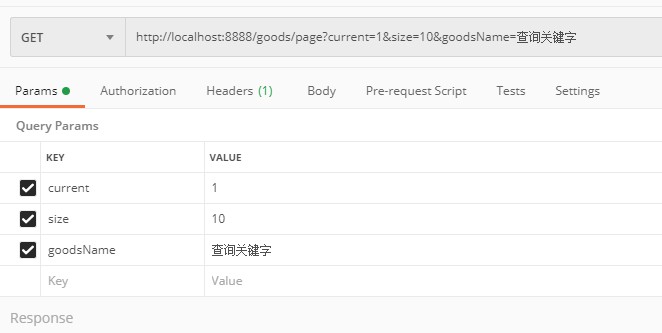 GET http://localhost:8888/goods/page?current=1&size=10&goodsName=查询关键字
Params Authorization Headers (1) Body Pre-request Script Tests Settings
Query Params
KEY VALUE
current 1
size 10
goodsName 查询关键字
Key Value
Response